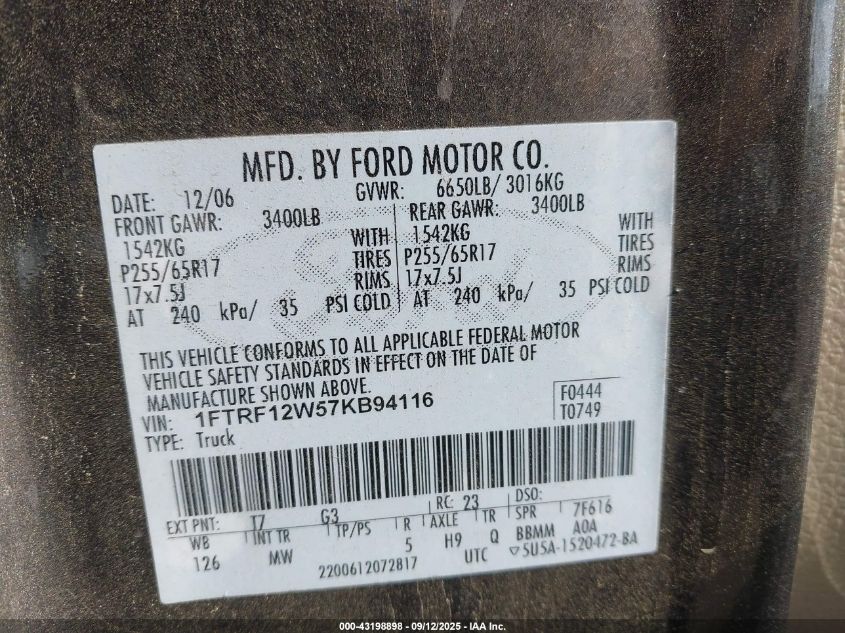 MFD. BY FORD MOTOR CO.
DATE: 12/06 GVWR: 6650LB/ 3016KG
FRONT GAWR: 3400LB REAR GAWR: 3400LB
1542KG WITH 1542KG WITH
P255/65R17 TIRES P255/65R17 TIRES
17x7.5J RIMS 17x7.5J RIMS
AT 240 kPa/ 35 PSI COLD AT 240 kPa/ 35 PSI COLD
THIS VEHICLE CONFORMS TO ALL APPLICABLE FEDERAL MOTOR
VEHICLE SAFETY STANDARDS IN EFFECT ON THE DATE OF
MANUFACTURE SHOWN ABOVE.
VIN: 1FTRF12W57KB94116 F0444
TYPE: Truck T0749
EXT PNT: T7 G3 RC: 23 DSO:
WB INT TR TP/PS R AXLE TR SPR 7F616
126 MW 5 H9 Q BBMM A0A
2200612072817 UTC ▽5U5A-1520472-BA
000-43198898 - 09/12/2025 - IAA Inc.